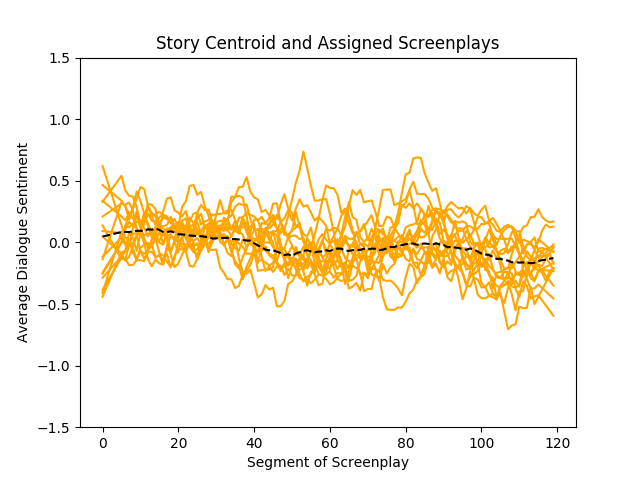 Story Centroid and Assigned Screenplays
1.5
1.0
0.5
0.0
−0.5
−1.0
−1.5
Average Dialogue Sentiment
0 20 40 60 80 100 120
Segment of Screenplay